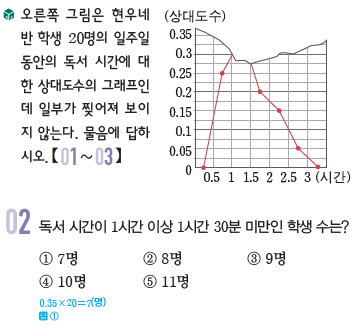 오른쪽 그림은 현우네
반 학생 20명의 일주일
동안의 독서 시간에 대
한 상대도수의 그래프인
데 일부가 찢어져 보이
지 않는다. 물음에 답하
시오.【01~03】
(상대도수)
0.35
0.3
0.25
0.2
0.15
0.1
0.05
0
0.5 1 1.5 2 2.5 3 (시간)
02 독서 시간이 1시간 이상 1시간 30분 미만인 학생 수는?
① 7명 ② 8명 ③ 9명
④ 10명 ⑤ 11명
0.35×20=7(명)
답 ①